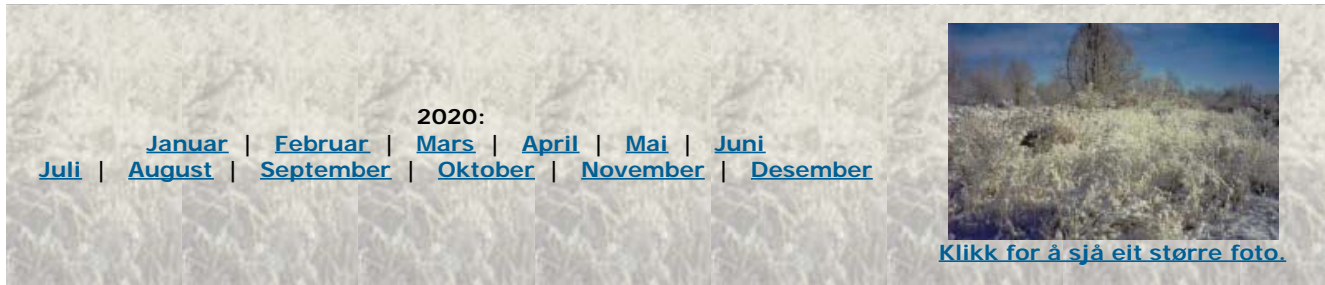 2020:
Januar | Februar | Mars | April | Mai | Juni
Juli | August | September | Oktober | November | Desember
Klikk for å sjå eit større foto.